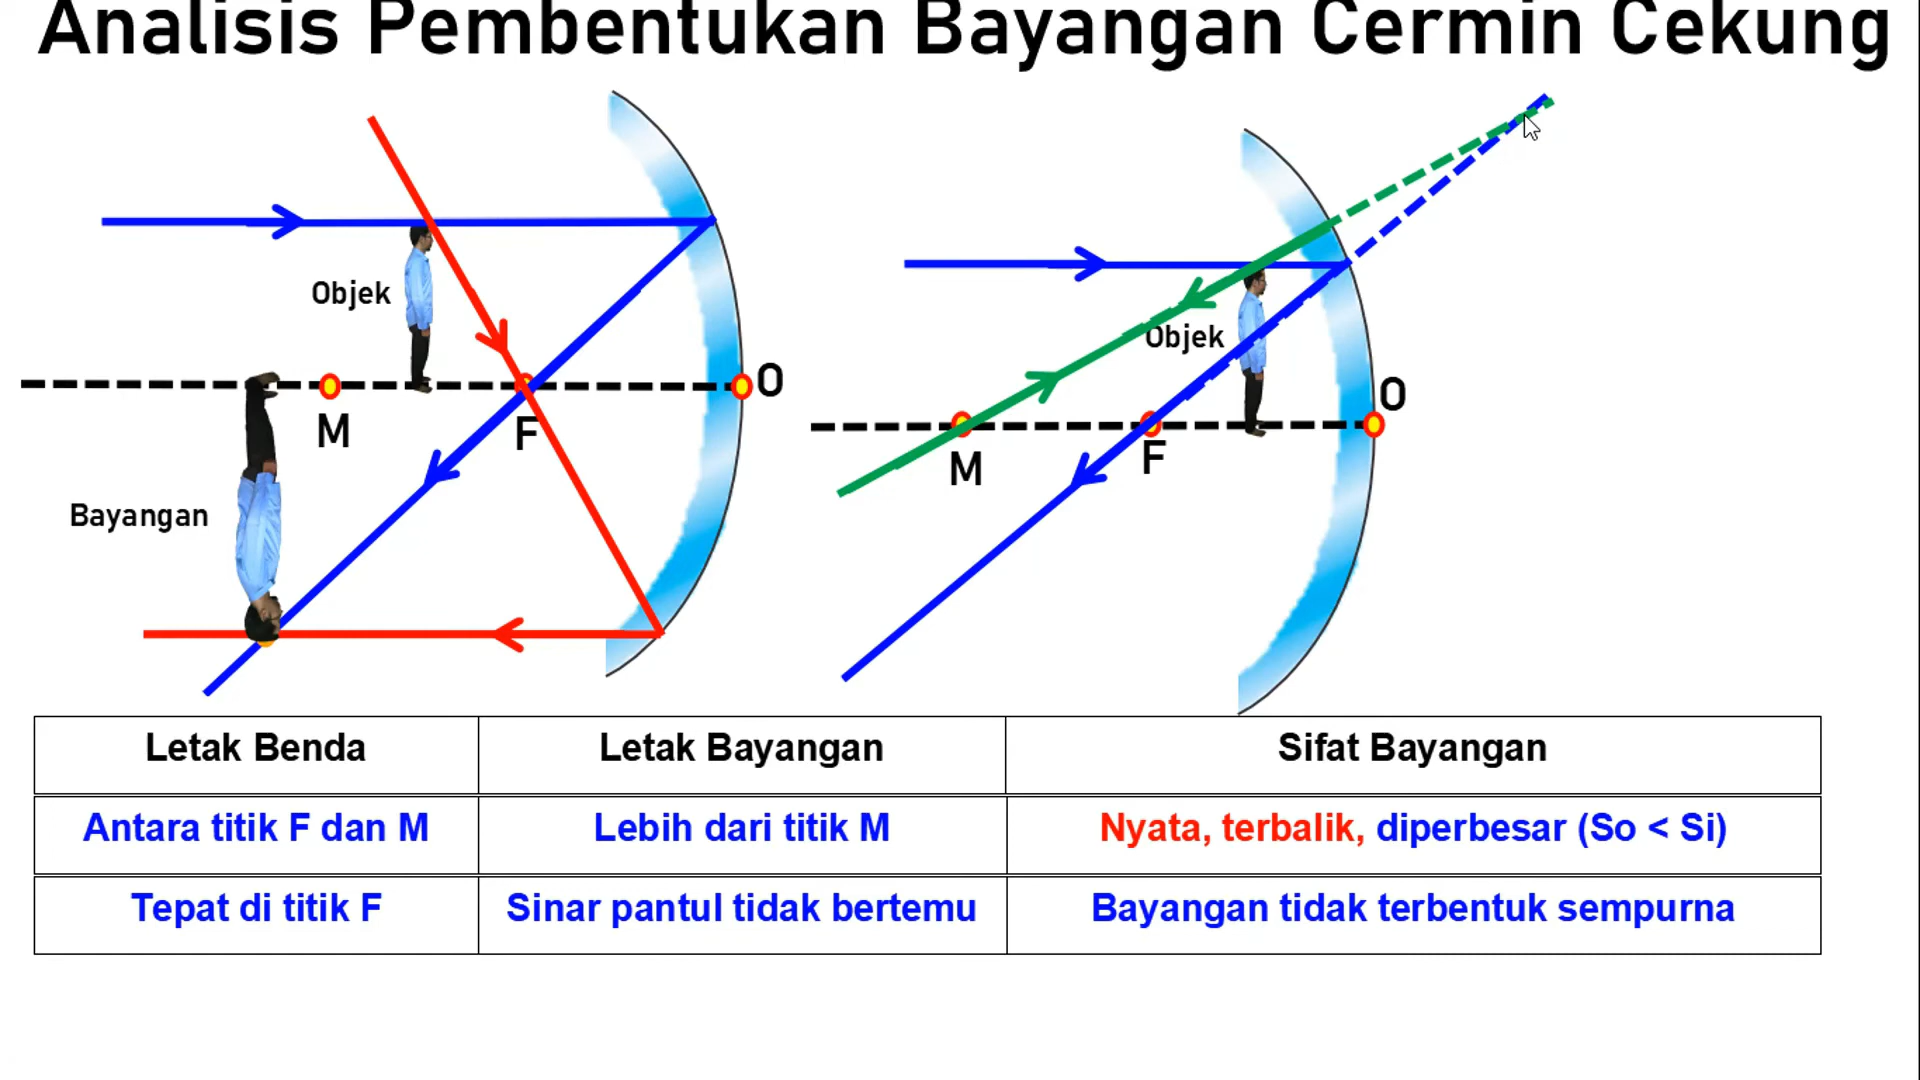 Analisis Pembentukan Bayangan Cermin Cekung
Objek
M
F
O
Bayangan
Objek
M
F
O
Letak Benda Letak Bayangan Sifat Bayangan
Antara titik F dan M Lebih dari titik M Nyata, terbalik, diperbesar (So < Si)
Tepat di titik F Sinar pantul tidak bertemu Bayangan tidak terbentuk sempurna